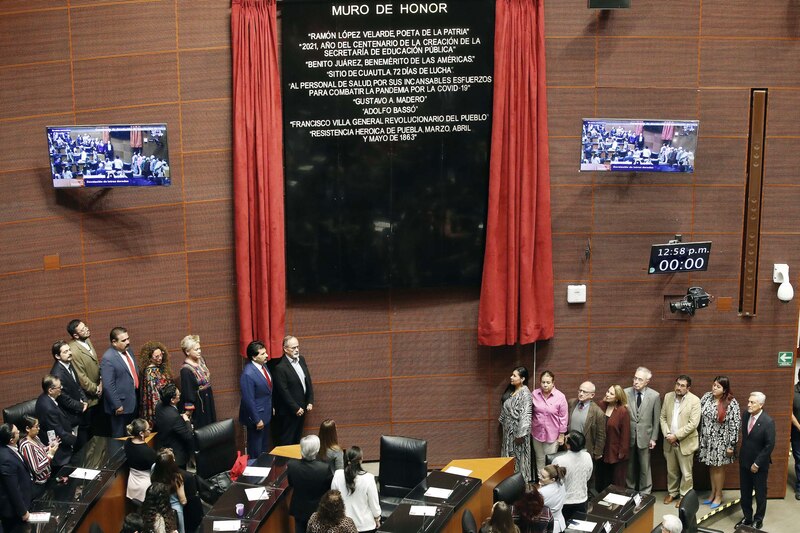 MURO DE HONOR
"RAMÓN LÓPEZ VELARDE, POETA DE LA PATRIA"
"2021, AÑO DEL CENTENARIO DE LA CREACIÓN DE LA
SECRETARÍA DE EDUCACIÓN PÚBLICA"
"BENITO JUÁREZ, BENEMÉRITO DE LAS AMÉRICAS"
"SITIO DE CUAUTLA, 72 DÍAS DE LUCHA"
"AL PERSONAL DE SALUD, POR SUS INCANSABLES ESFUERZOS
PARA COMBATIR LA PANDEMIA POR LA COVID-19"
"GUSTAVO A. MADERO"
"ADOLFO BASSÓ"
"FRANCISCO VILLA GENERAL REVOLUCIONARIO DEL PUEBLO"
"RESISTENCIA HEROICA DE PUEBLA, MARZO, ABRIL
Y MAYO DE 1863"
12:58 p.m.
00:00